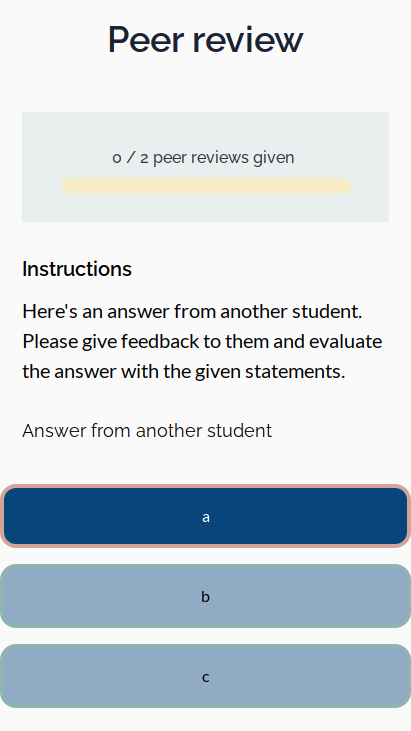 Peer review
0 / 2 peer reviews given
Instructions
Here's an answer from another student.
Please give feedback to them and evaluate
the answer with the given statements.
Answer from another student
a
b
c